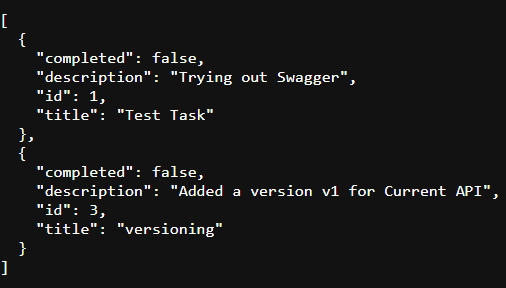 [
  {
    "completed": false,
    "description": "Trying out Swagger",
    "id": 1,
    "title": "Test Task"
  },
  {
    "completed": false,
    "description": "Added a version v1 for Current API",
    "id": 3,
    "title": "versioning"
  }
]